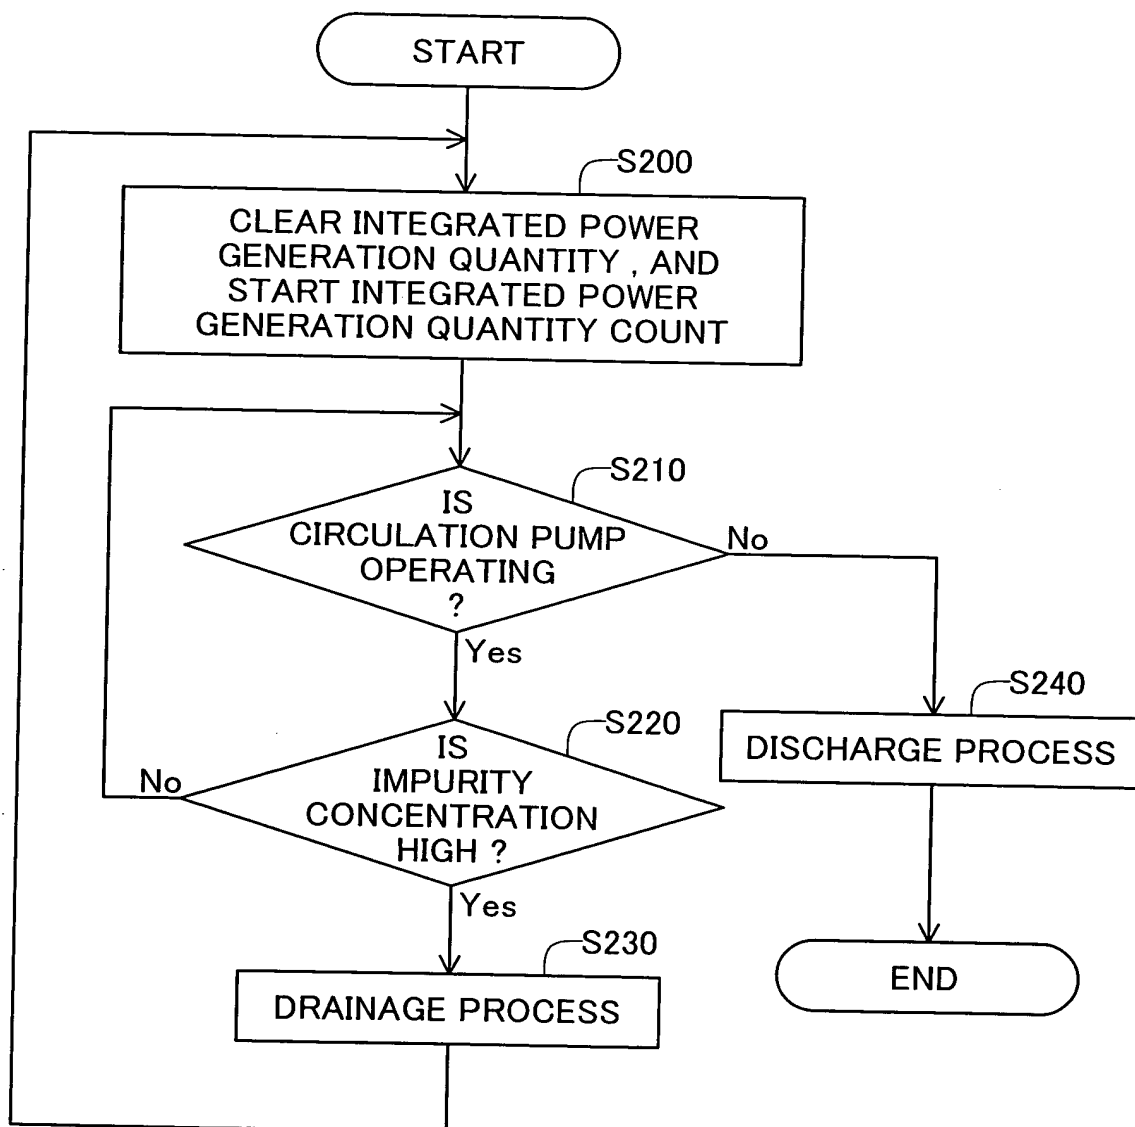 START
S200
CLEAR INTEGRATED POWER
GENERATION QUANTITY , AND
START INTEGRATED POWER
GENERATION QUANTITY COUNT
S210
IS
CIRCULATION PUMP
OPERATING
?
No
Yes
S220
IS
IMPURITY
CONCENTRATION
HIGH ?
No
Yes
S240
DISCHARGE PROCESS
S230
DRAINAGE PROCESS
END